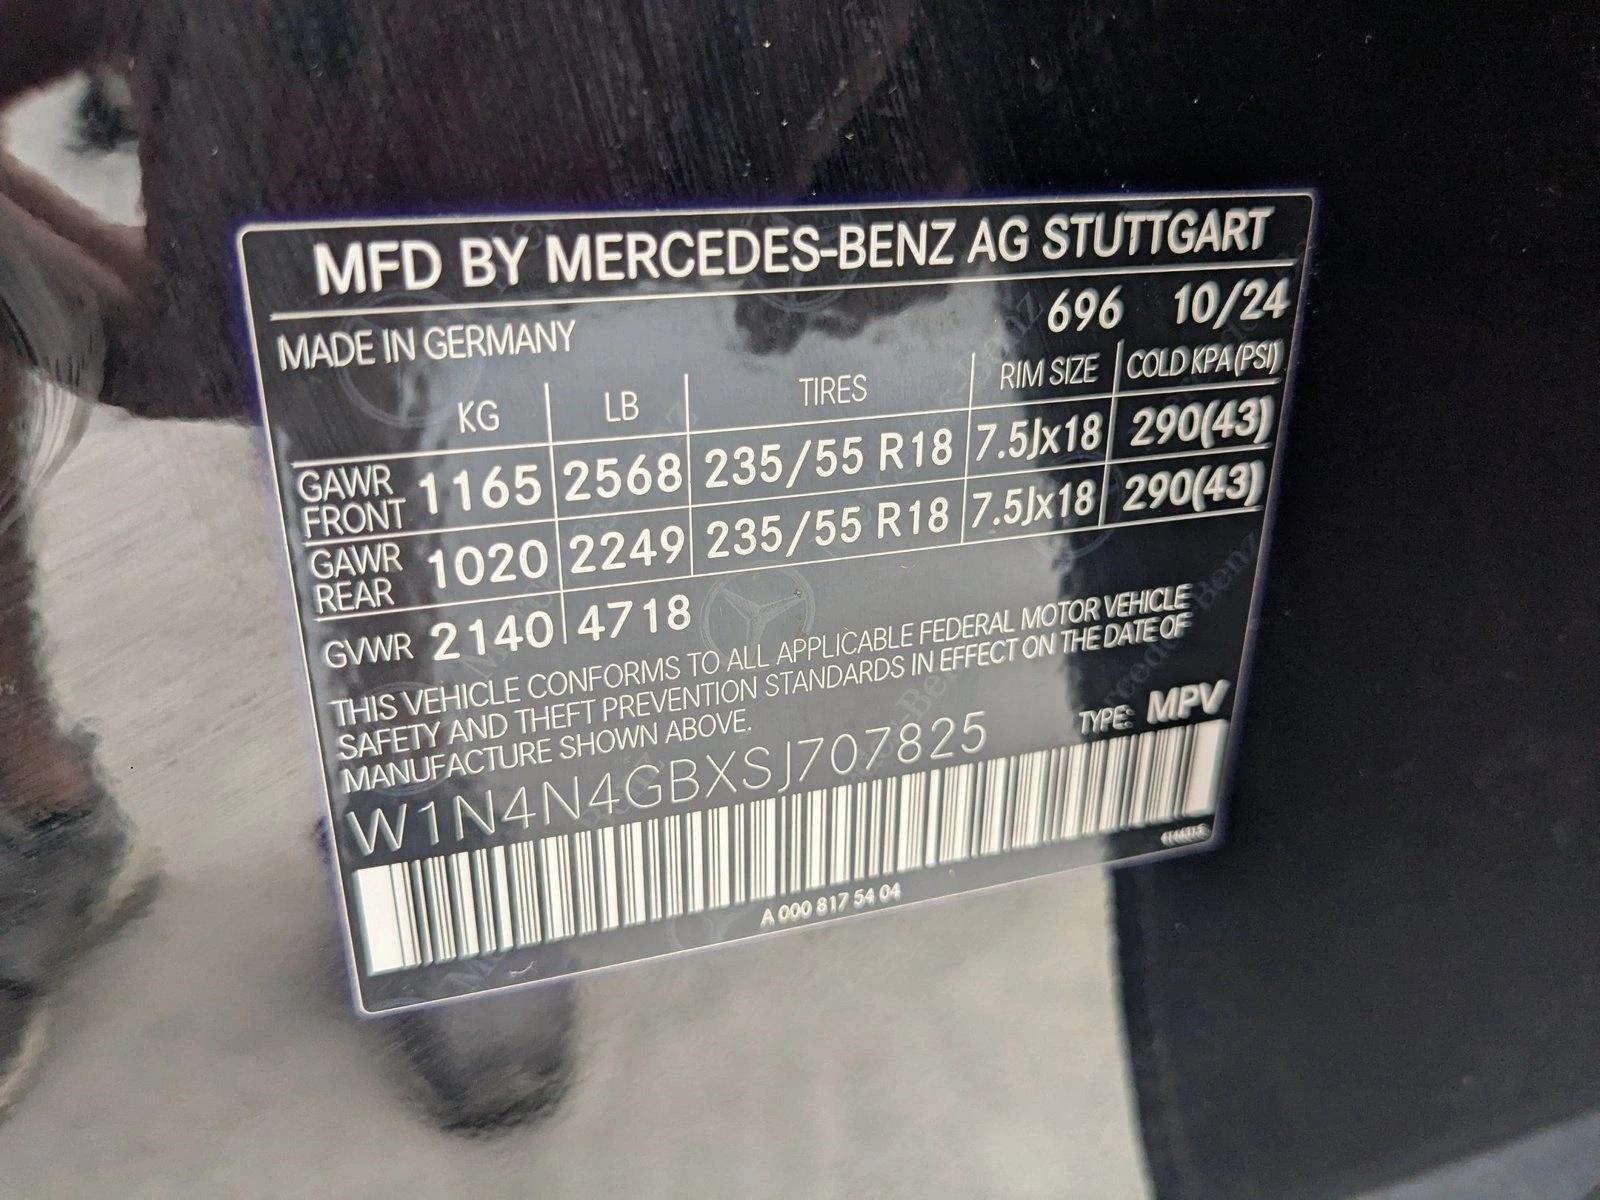 MFD BY MERCEDES-BENZ AG STUTTGART
696 10/24
MADE IN GERMANY
KG LB TIRES RIM SIZE COLD KPA (PSI)
GAWR FRONT 1165 2568 235/55 R18 7.5Jx18 290(43)
GAWR REAR 1020 2249 235/55 R18 7.5Jx18 290(43)
GVWR 2140 4718
THIS VEHICLE CONFORMS TO ALL APPLICABLE FEDERAL MOTOR VEHICLE
SAFETY AND THEFT PREVENTION STANDARDS IN EFFECT ON THE DATE OF
MANUFACTURE SHOWN ABOVE.
TYPE: MPV
W1N4N4GBXSJ707825
A 000 817 54 04